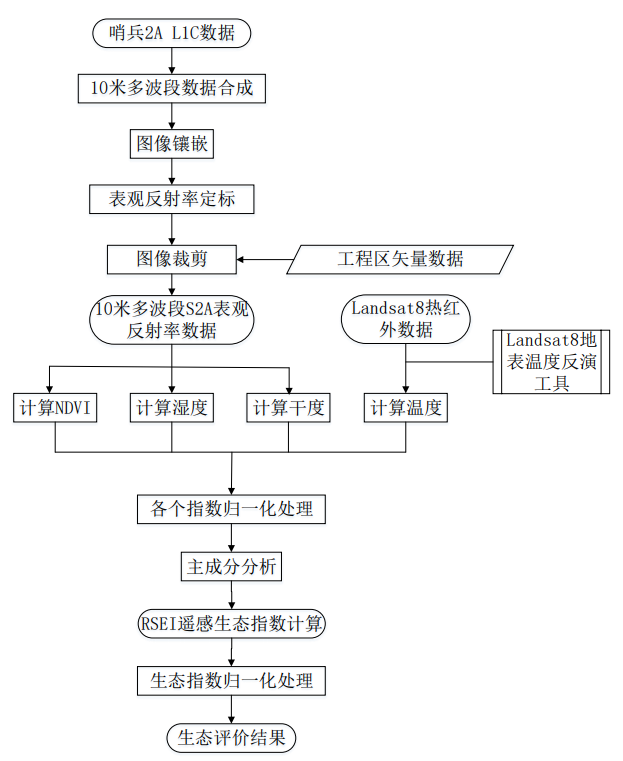 哨兵2A L1C数据
10米多波段数据合成
图像镶嵌
表观反射率定标
图像裁剪
工程区矢量数据
10米多波段S2A表观
反射率数据
Landsat8热红
外数据
Landsat8地
表温度反演
工具
计算NDVI
计算湿度
计算干度
计算温度
各个指数归一化处理
主成分分析
RSEI遥感生态指数计算
生态指数归一化处理
生态评价结果